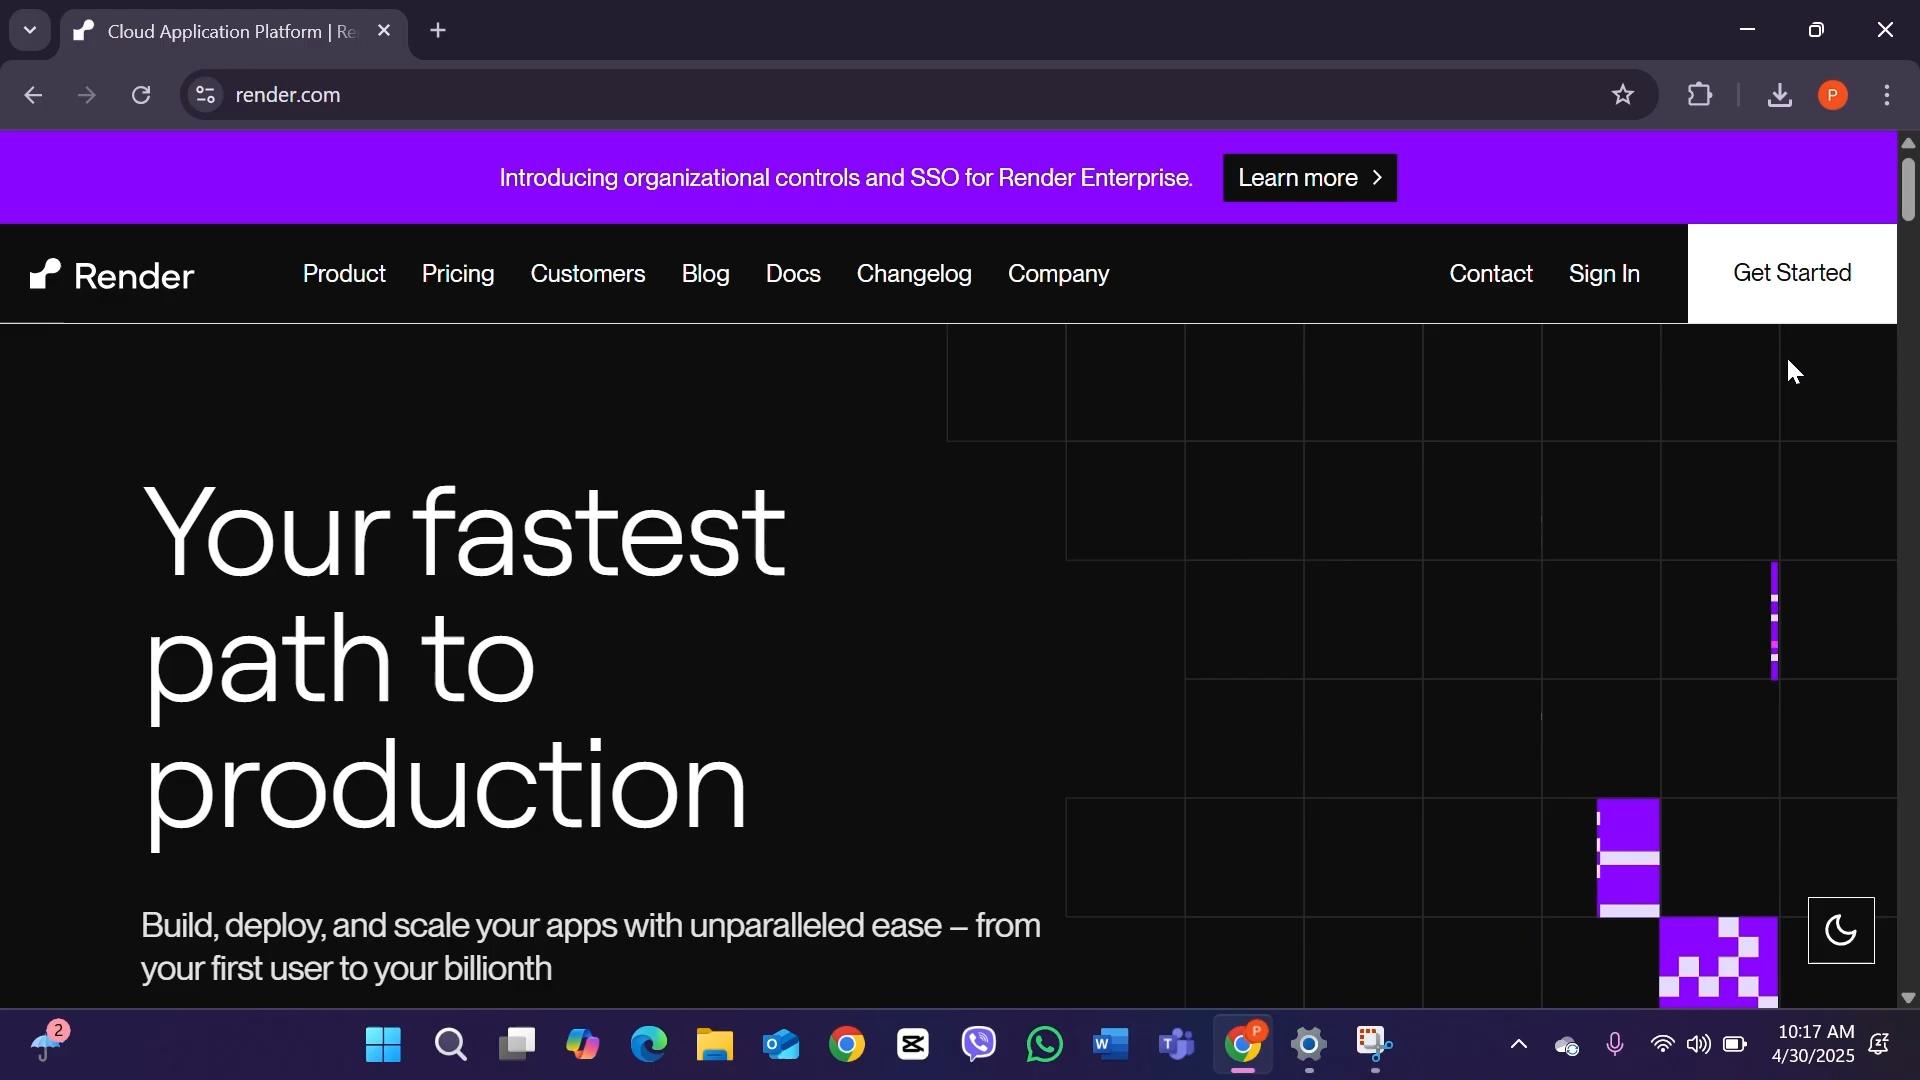 Cloud Application Platform | Re
render.com
P
Introducing organizational controls and SSO for Render Enterprise.
Learn more
Render
Product
Pricing
Customers
Blog
Docs
Changelog
Company
Contact
Sign In
Get Started
Your fastest
path to
production
Build, deploy, and scale your apps with unparalleled ease – from
your first user to your billionth
2
P
10:17 AM
4/30/2025